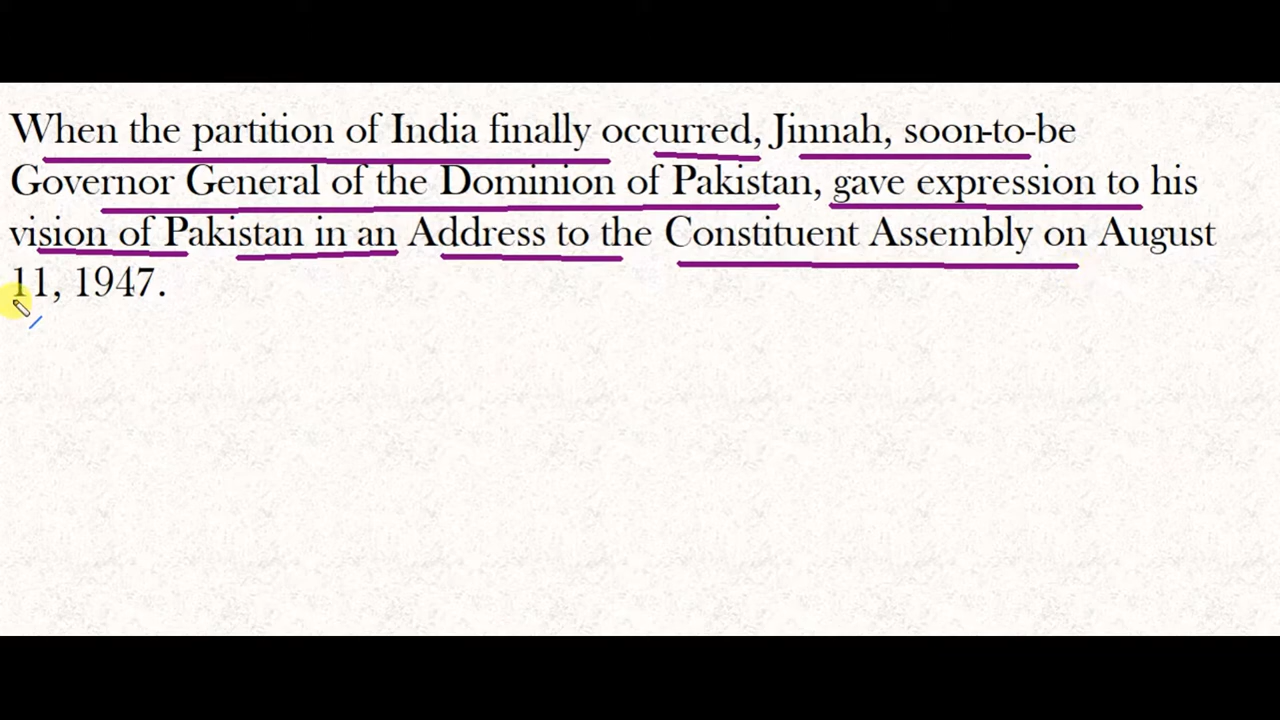 When the partition of India finally occurred, Jinnah, soon-to-be
Governor General of the Dominion of Pakistan, gave expression to his
vision of Pakistan in an Address to the Constituent Assembly on August
11, 1947.